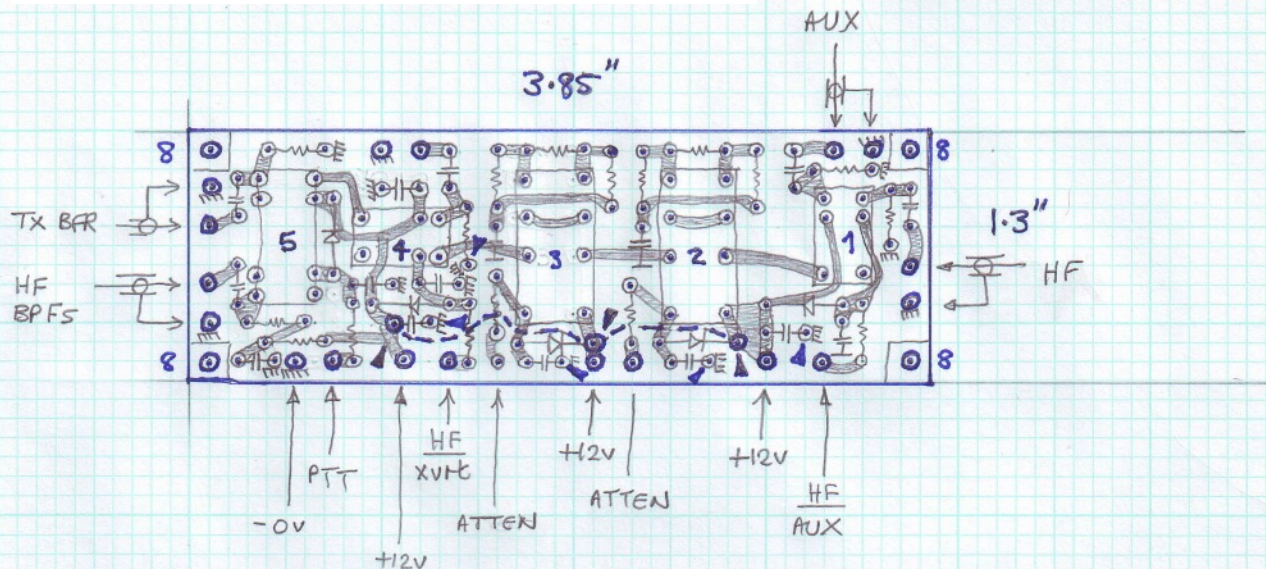 AUX
3.85"
8
8
TX BFR
HF
BPFS
1.3"
HF
5
4
3
2
1
8
8
-0V
PTT
+12V
HF
XVRt
ATTEN
+12V
ATTEN
+12V
HF
AUX